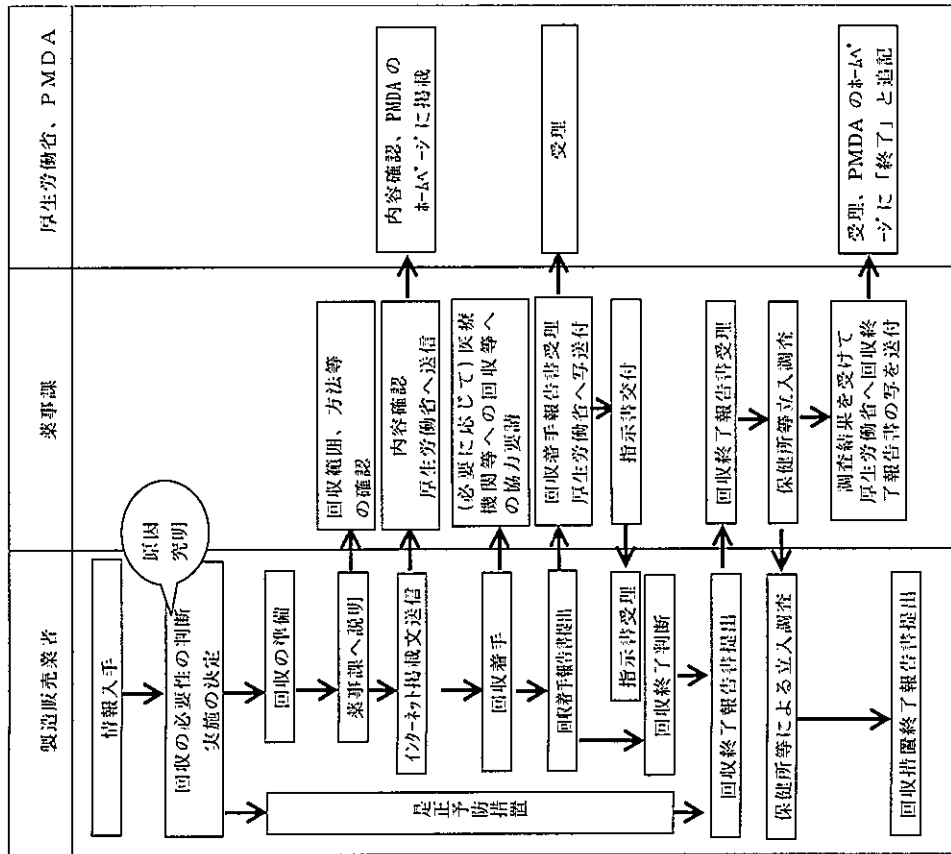 製造販売業者
薬事課
厚生労働省、PMDA
情報入手
原因
究明
回収の必要性の判断
実施の決定
回収の準備
薬事課へ説明
回収範囲、方法等
の確認
インターネット掲載文送信
内容確認
厚生労働省へ送信
内容確認、PMDAの
ホームページに掲載
回収着手
(必要に応じて)医療
機関等への回収等へ
の協力要請
回収着手報告書提出
回収着手報告書受理
厚生労働省へ写送付
受理
指示書交付
指示書受理
回収終了判断
是正予防措置
回収終了報告書提出
回収終了報告書受理
保健所等による立入調査
保健所等立入調査
調査結果を受けて
厚生労働省へ回収終
了報告書の写を送付
受理、PMDAのホームペ
ージに「終了」と追記
回収措置終了報告書提出